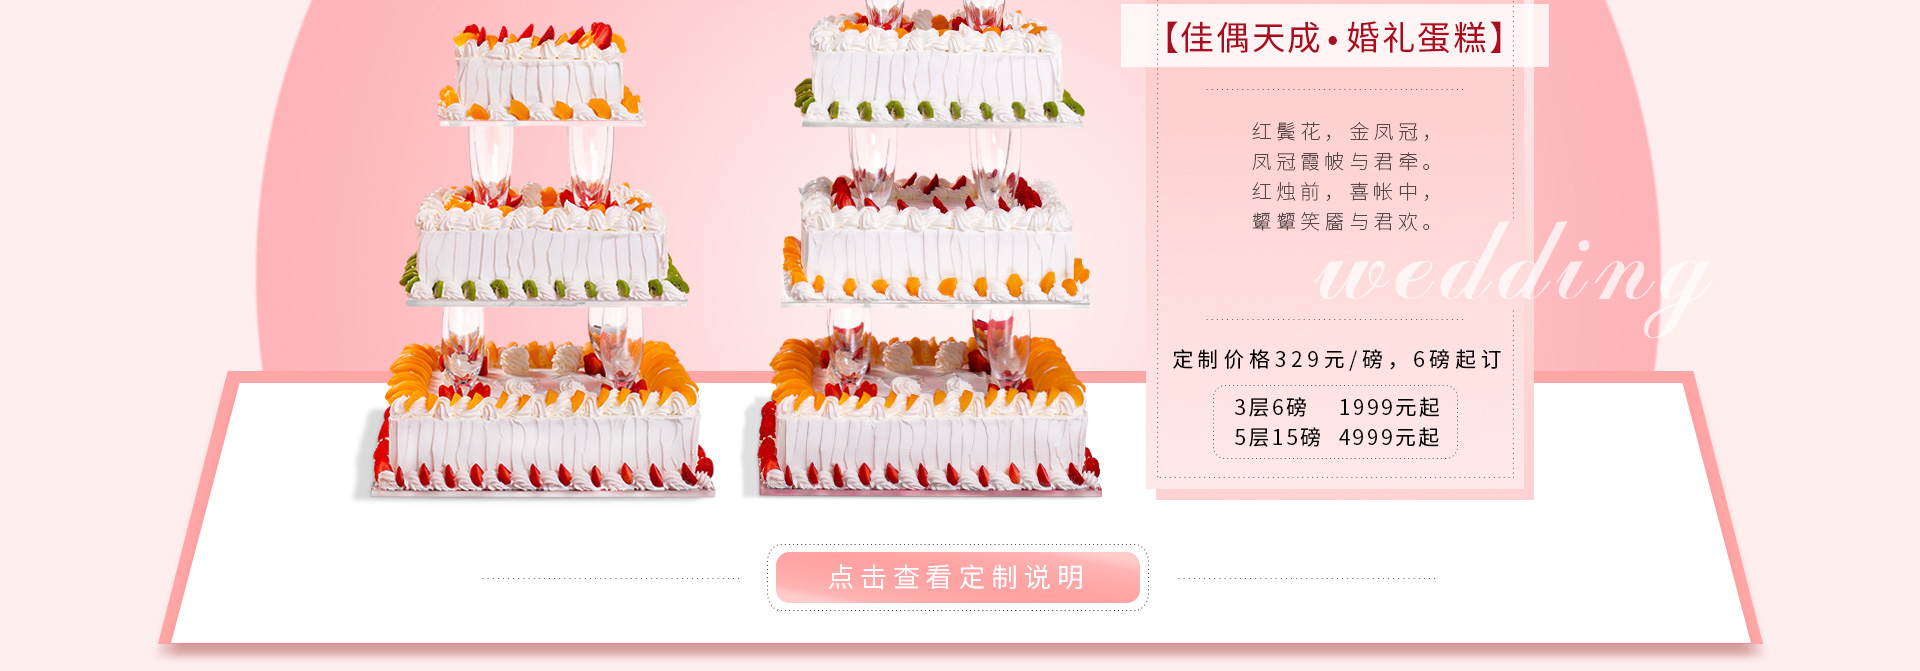 【佳偶天成•婚礼蛋糕】
红鬓花，金凤冠，
凤冠霞帔与君牵。
红烛前，喜帐中，
颦颦笑靥与君欢。
wedding
定制价格329元/磅，6磅起订
3层6磅 1999元起
5层15磅 4999元起
点击查看定制说明